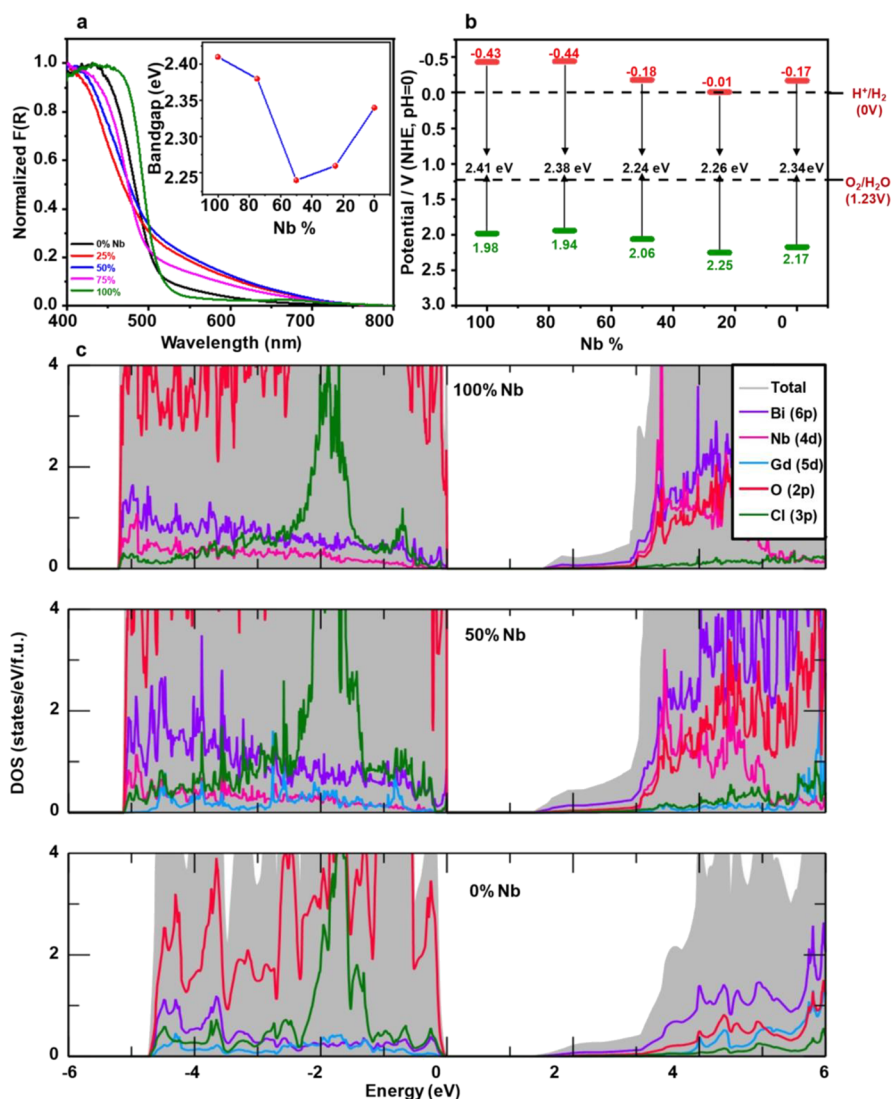 a
Normalized F(R)
1.0
0.8
0.6
0.4
0.2
0.0
400
500
600
700
800
Wavelength (nm)
0% Nb
25%
50%
75%
100%
Bandgap (eV)
2.40
2.35
2.30
2.25
100
80
60
40
20
0
Nb %
b
Potential / V (NHE, pH=0)
-0.5
0.0
0.5
1.0
1.5
2.0
2.5
3.0
-0.43 -0.44 -0.18 -0.01 -0.17
H⁺/H₂
(0V)
2.41 eV 2.38 eV 2.24 eV 2.26 eV 2.34 eV
O₂/H₂O
(1.23V)
1.98 1.94 2.06 2.25 2.17
100 80 60 40 20 0
Nb %
c
DOS (states/eV/f.u.)
4
2
0
100% Nb
Total
Bi (6p)
Nb (4d)
Gd (5d)
O (2p)
Cl (3p)
4
2
0
50% Nb
4
2
0
0% Nb
-6 -4 -2 0 2 4 6
Energy (eV)